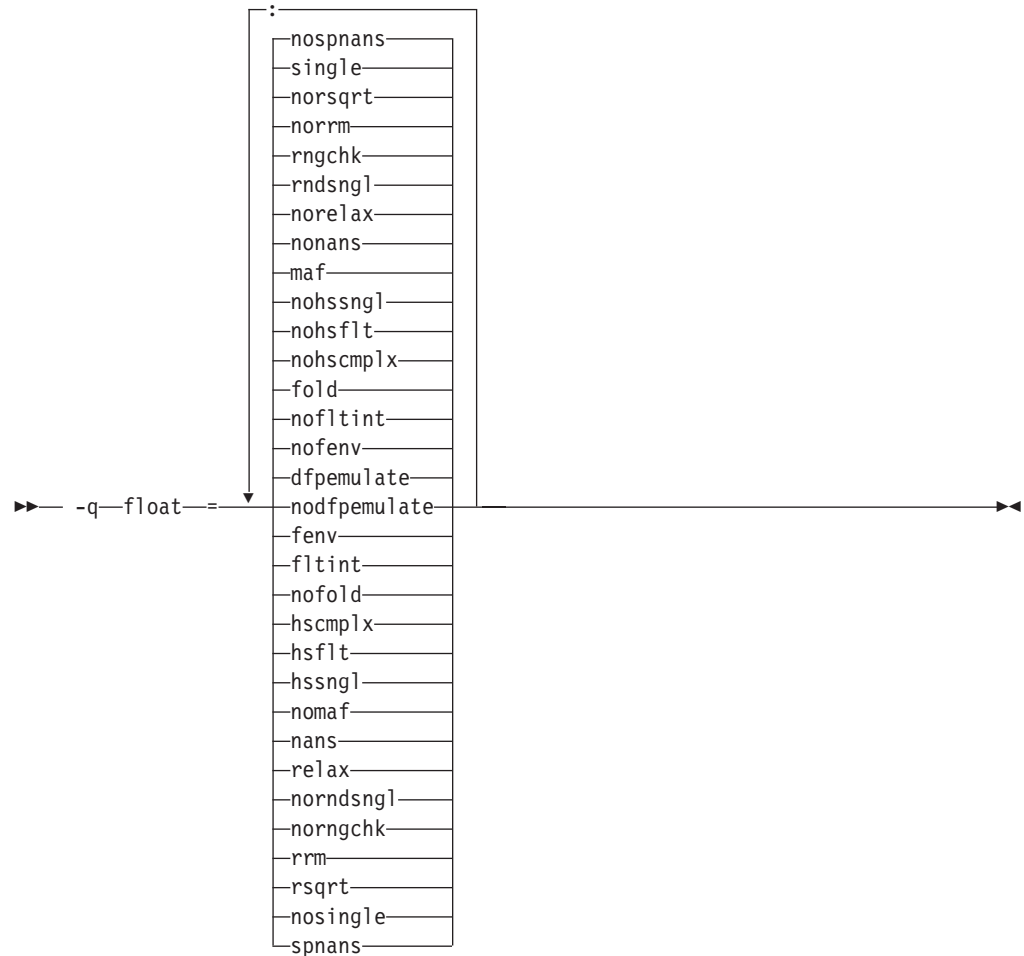 :
nospnans
single
norsqrt
norrm
rngchk
rndsngl
norelax
nonans
maf
nohssngl
nohsflt
nohscmplx
fold
nofltint
nofenv
dfpemulate
-q float = nodfpemulate
fenv
fltint
nofold
hscmplx
hsflt
hssngl
nomaf
nans
relax
norndsngl
norngchk
rrm
rsqrt
nosingle
spnans